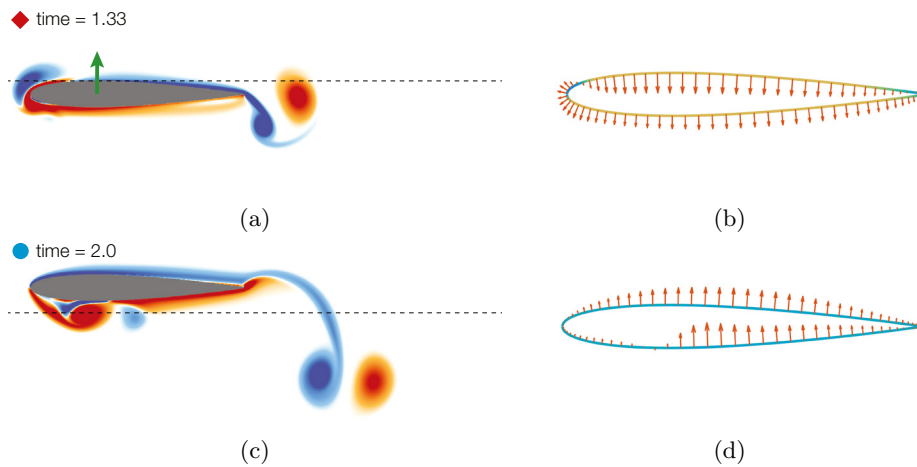 time = 1.33
(a)
(b)
time = 2.0
(c)
(d)